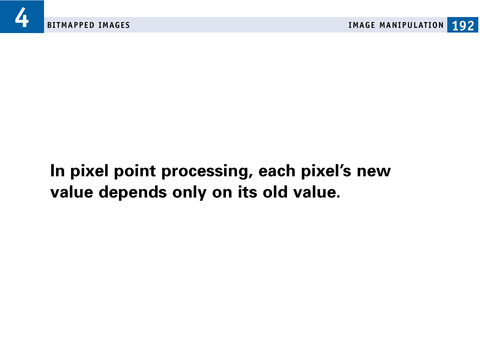 4
BITMAPPED IMAGES
IMAGE MANIPULATION 192
In pixel point processing, each pixel’s new
value depends only on its old value.